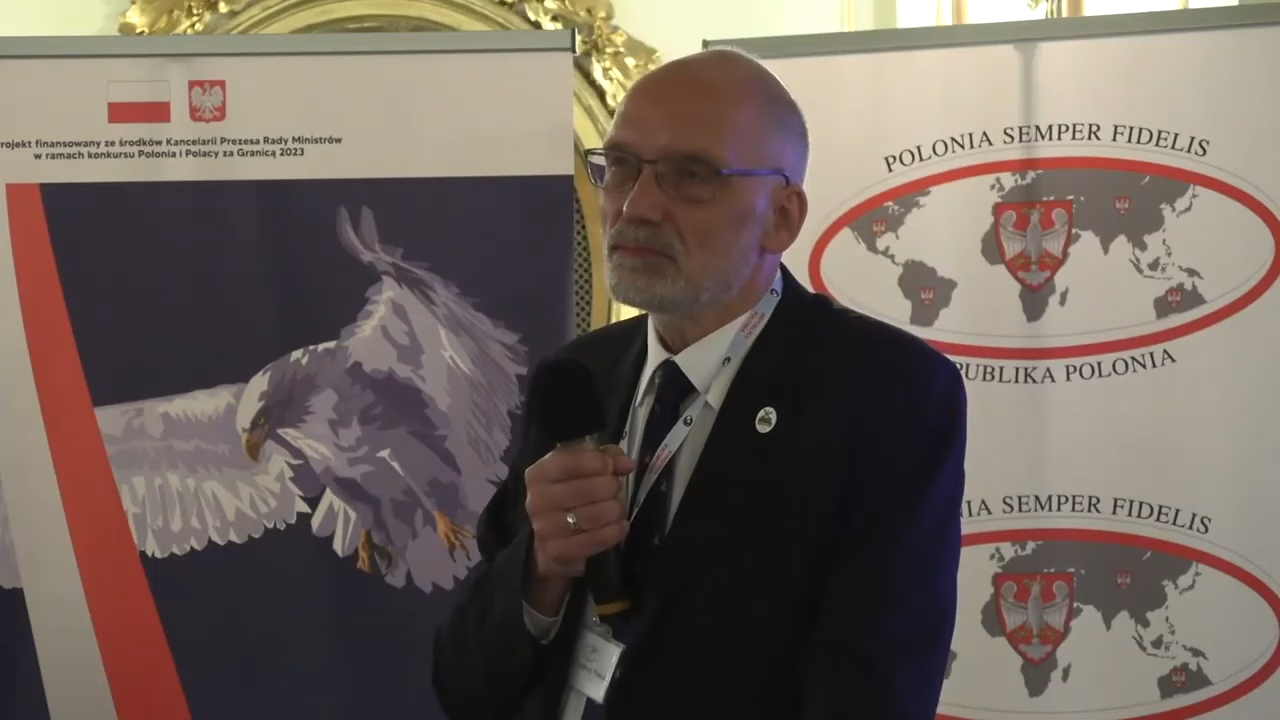 rojekt finansowany ze środków Kancelarii Prezesa Rady Ministrów
w ramach konkursu Polonia i Polacy za Granicą 2023
POLONIA SEMPER FIDELIS
PUBLIKA POLONIA
IA SEMPER FIDELIS